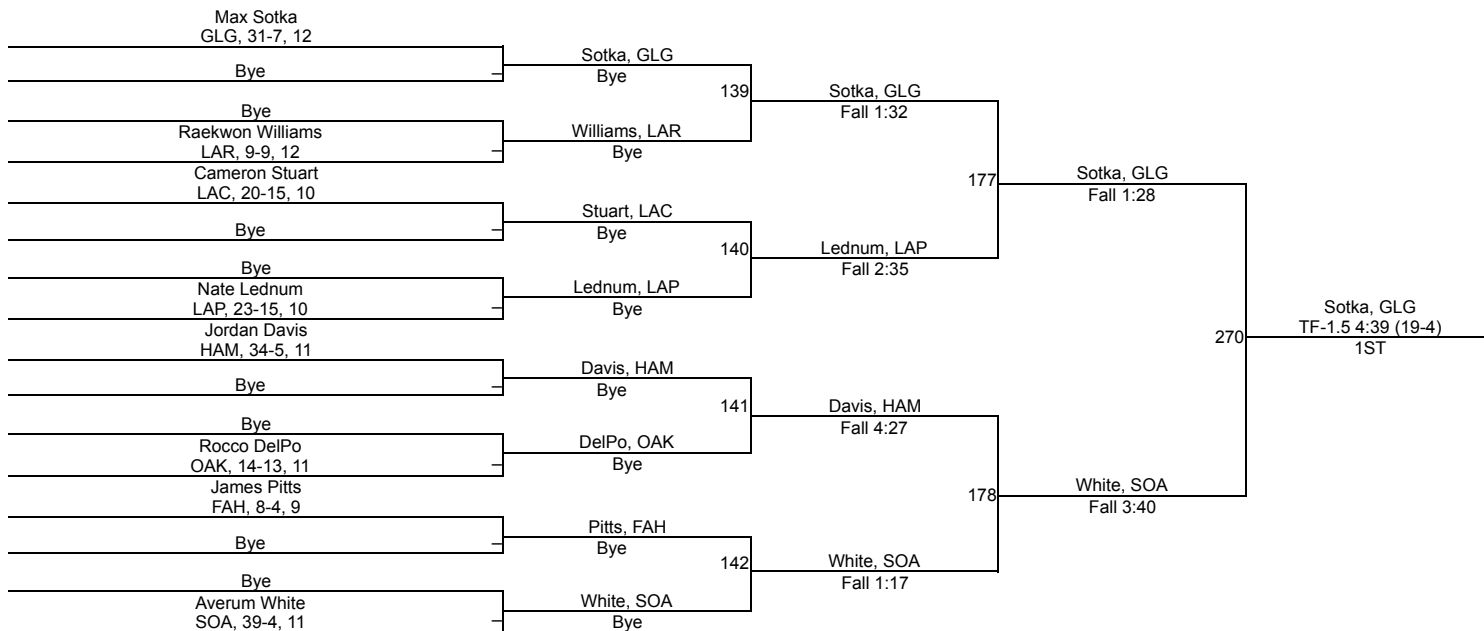 Max Sotka
GLG, 31-7, 12
Bye
Bye
Raekwon Williams
LAR, 9-9, 12
Cameron Stuart
LAC, 20-15, 10
Bye
Bye
Nate Lednum
LAP, 23-15, 10
Jordan Davis
HAM, 34-5, 11
Bye
Bye
Rocco DelPo
OAK, 14-13, 11
James Pitts
FAH, 8-4, 9
Bye
Bye
Averum White
SOA, 39-4, 11
Sotka, GLG
Bye
139
Williams, LAR
Bye
Stuart, LAC
Bye
140
Lednum, LAP
Bye
Davis, HAM
Bye
141
DelPo, OAK
Bye
Pitts, FAH
Bye
142
White, SOA
Bye
Sotka, GLG
Fall 1:32
177
Lednum, LAP
Fall 2:35
Davis, HAM
Fall 4:27
178
White, SOA
Fall 1:17
Sotka, GLG
Fall 1:28
270
White, SOA
Fall 3:40
Sotka, GLG
TF-1.5 4:39 (19-4)
1ST